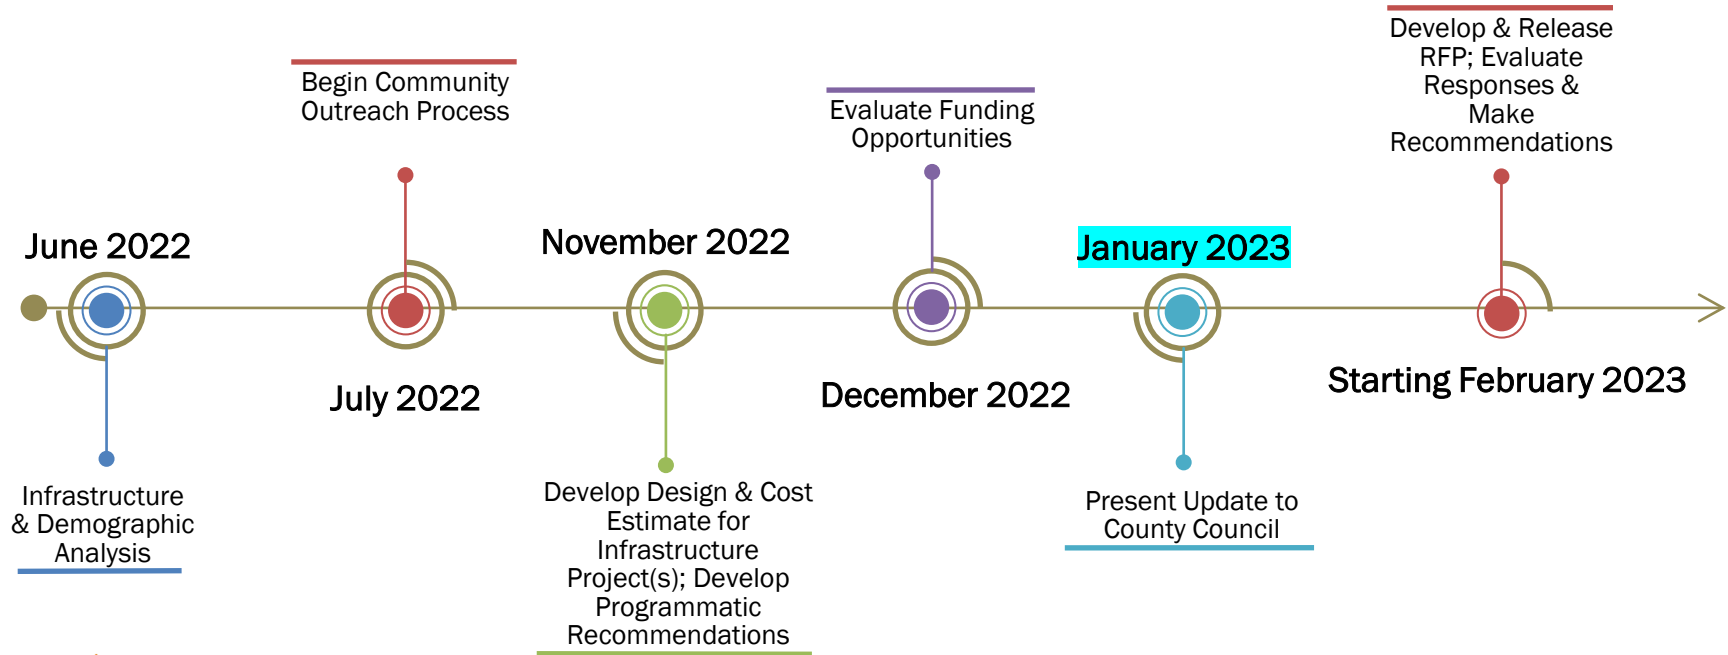 June 2022
Infrastructure
& Demographic
Analysis
Begin Community
Outreach Process
July 2022
November 2022
Develop Design & Cost
Estimate for
Infrastructure
Project(s); Develop
Programmatic
Recommendations
Evaluate Funding
Opportunities
December 2022
January 2023
Present Update to
County Council
Develop & Release
RFP; Evaluate
Responses &
Make
Recommendations
Starting February 2023